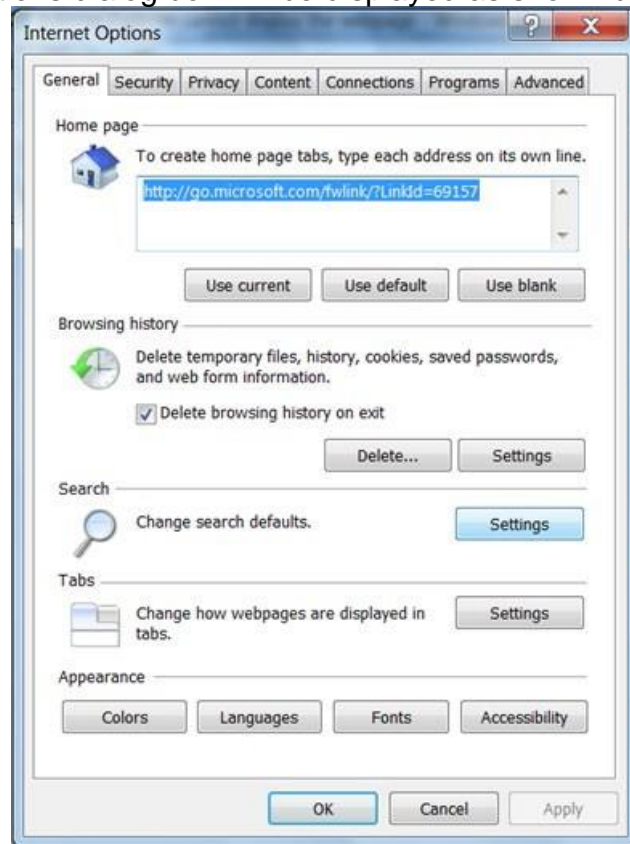 Internet Options
General Security Privacy Content Connections Programs Advanced
Home page
To create home page tabs, type each address on its own line.
http://go.microsoft.com/fwlink/?LinkId=69157
Use current Use default Use blank
Browsing history
Delete temporary files, history, cookies, saved passwords,
and web form information.
Delete browsing history on exit
Delete... Settings
Search
Change search defaults.
Settings
Tabs
Change how webpages are displayed in
tabs.
Settings
Appearance
Colors Languages Fonts Accessibility
OK Cancel Apply